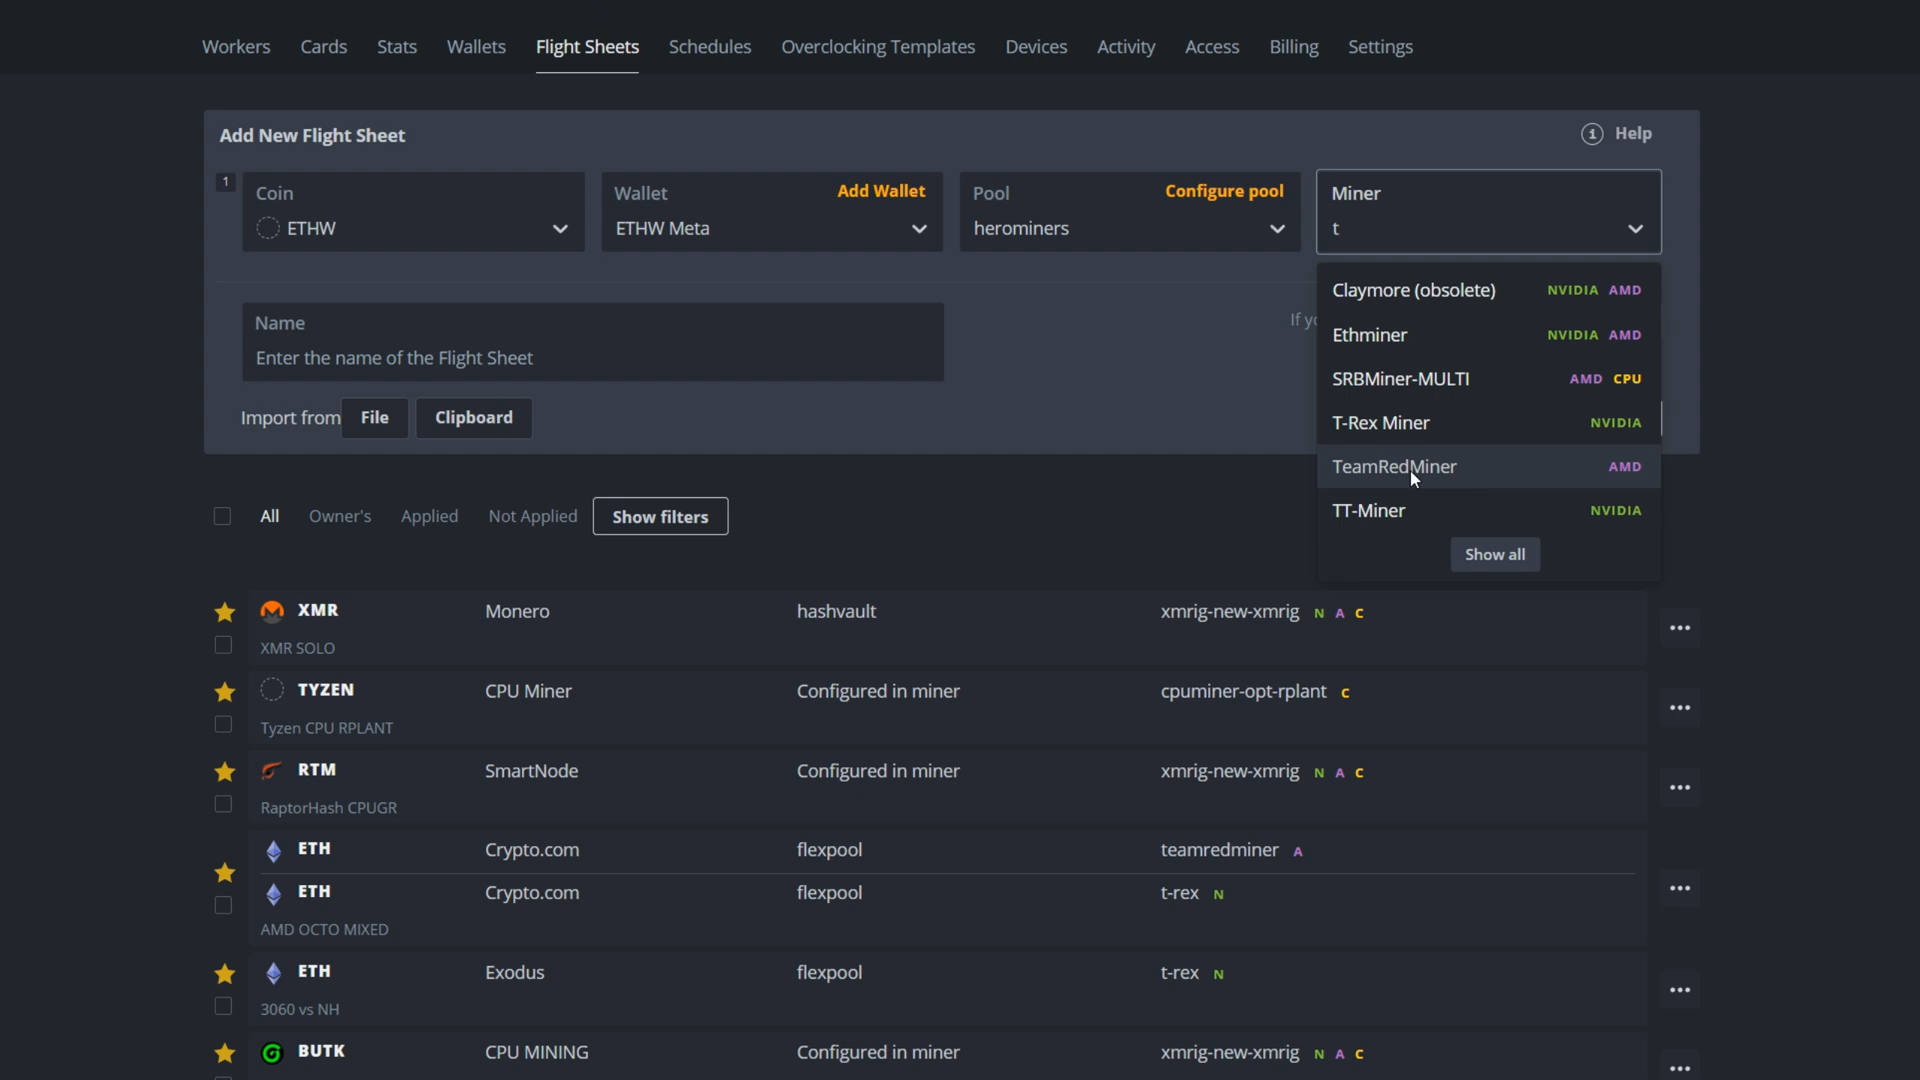 Workers Cards Stats Wallets Flight Sheets Schedules Overclocking Templates Devices Activity Access Billing Settings
Add New Flight Sheet
Help
1
Coin
ETHW
Wallet Add Wallet
ETHW Meta
Pool Configure pool
herominers
Miner
t
Claymore (obsolete) NVIDIA AMD
Ethminer NVIDIA AMD
SRBMiner-MULTI AMD CPU
T-Rex Miner NVIDIA
TeamRedMiner AMD
TT-Miner NVIDIA
Show all
Name
Enter the name of the Flight Sheet
If
Import from File Clipboard
All Owner's Applied Not Applied Show filters
XMR Monero hashvault xmrig-new-xmrig N A C
XMR SOLO
TYZEN CPU Miner Configured in miner cpuminer-opt-rplant C
Tyzen CPU RPLANT
RTM SmartNode Configured in miner xmrig-new-xmrig N A C
RaptorHash CPUGR
ETH Crypto.com flexpool teamredminer A
ETH Crypto.com flexpool t-rex N
AMD OCTO MIXED
ETH Exodus flexpool t-rex N
3060 vs NH
BUTK CPU MINING Configured in miner xmrig-new-xmrig N A C